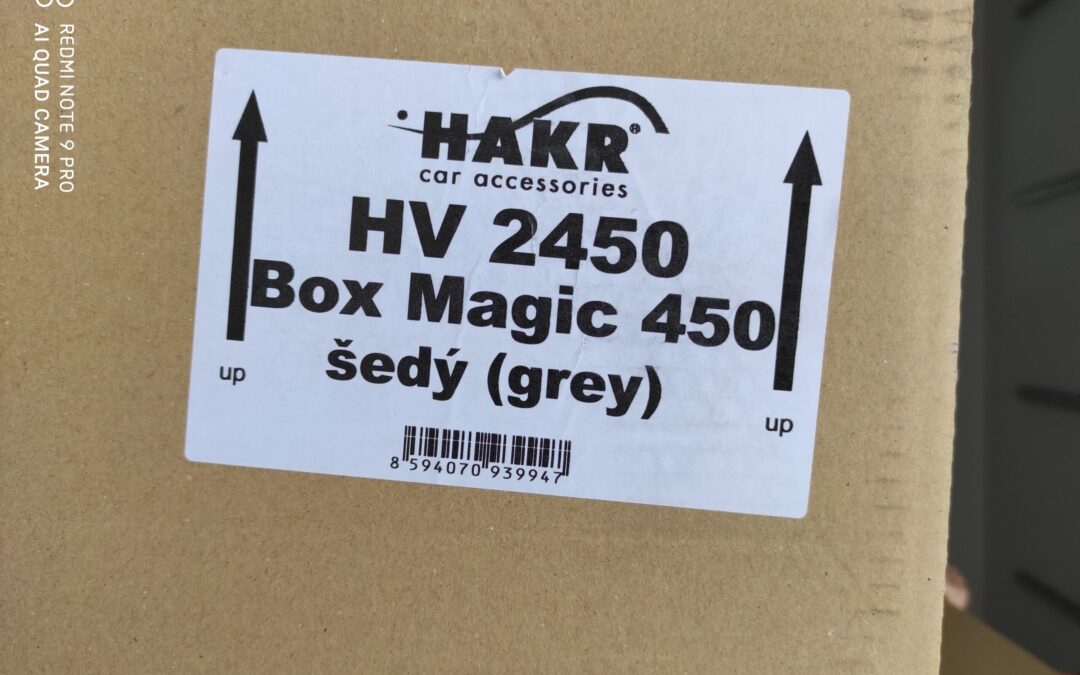 REDMI NOTE 9 PRO
AI QUAD CAMERA
HAKR®
car accessories
HV 2450
Box Magic 450
šedý (grey)
up
up
8 594070 939947